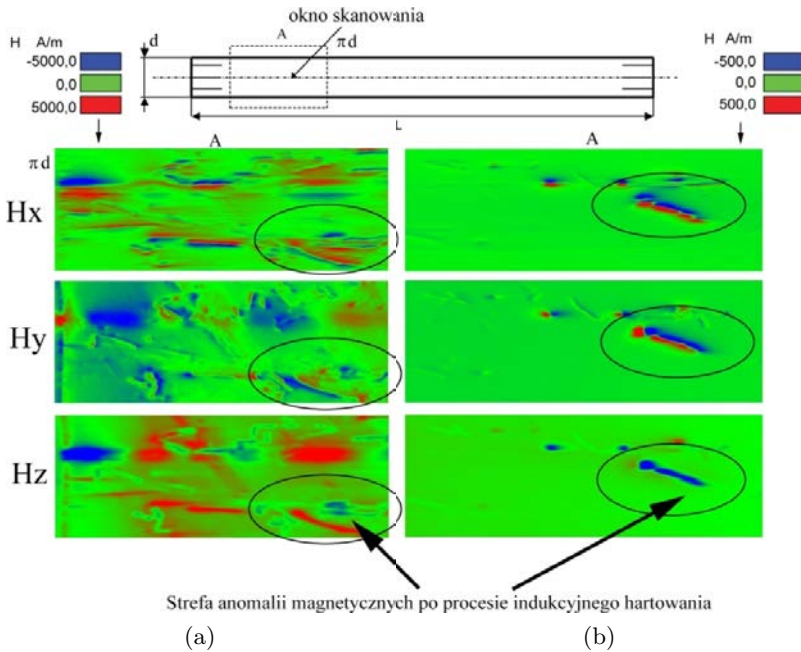 okno skanowania
H A/m
-5000,0
0,0
5000,0
d
A
πd
H A/m
-500,0
0,0
500,0
L
A
A
πd
Hx
Hy
Hz
Strefa anomalii magnetycznych po procesie indukcyjnego hartowania
(a)
(b)